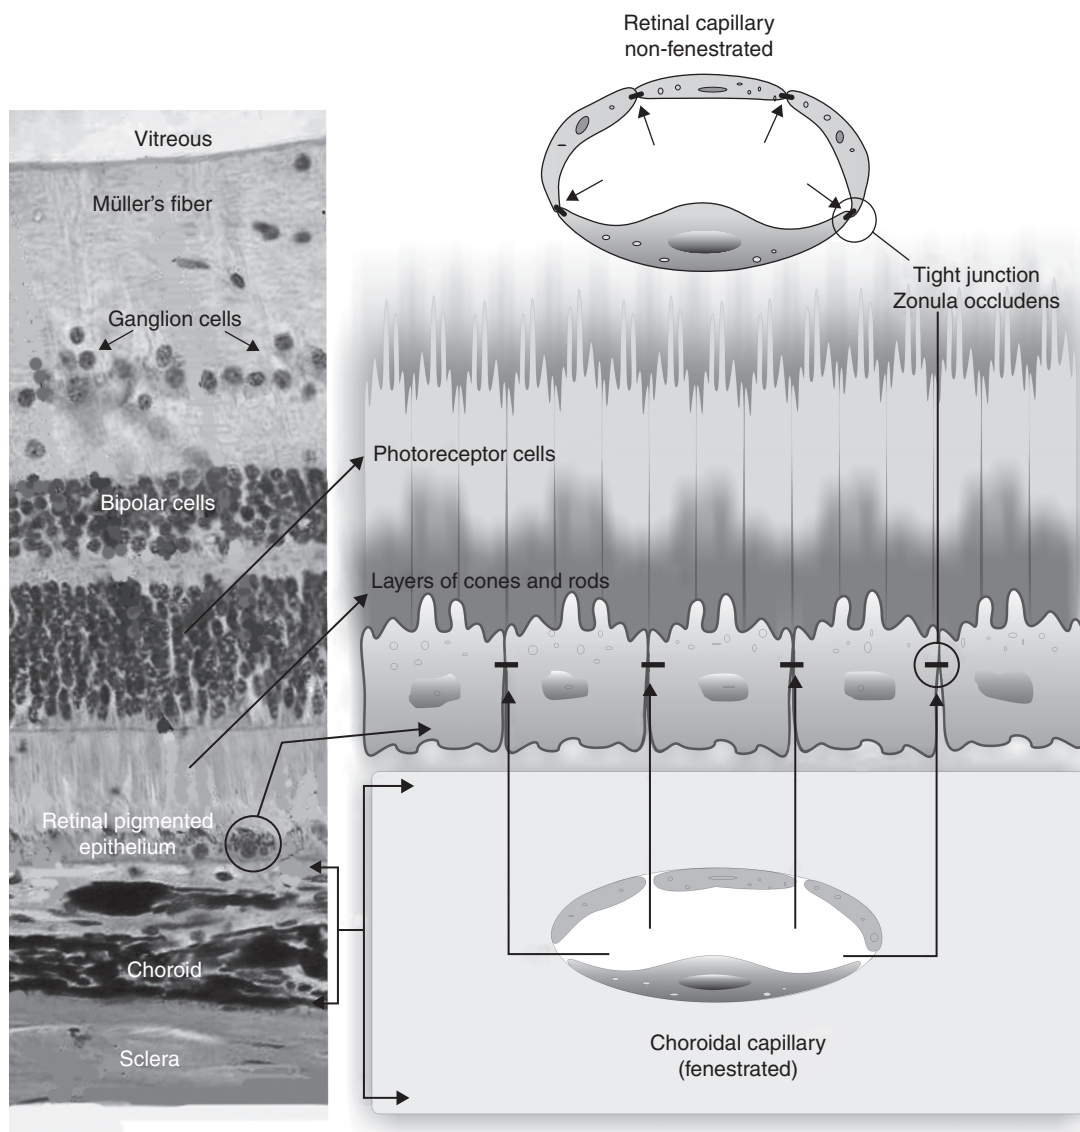 Retinal capillary
non-fenestrated
Vitreous
Müller's fiber
Ganglion cells
Tight junction
Zonula occludens
Photoreceptor cells
Bipolar cells
Layers of cones and rods
Retinal pigmented
epithelium
Choroid
Sclera
Choroidal capillary
(fenestrated)